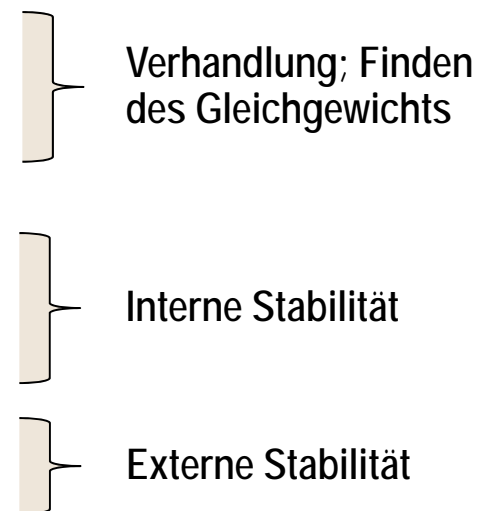 Verhandlung; Finden
des Gleichgewichts
Interne Stabilität
Externe Stabilität